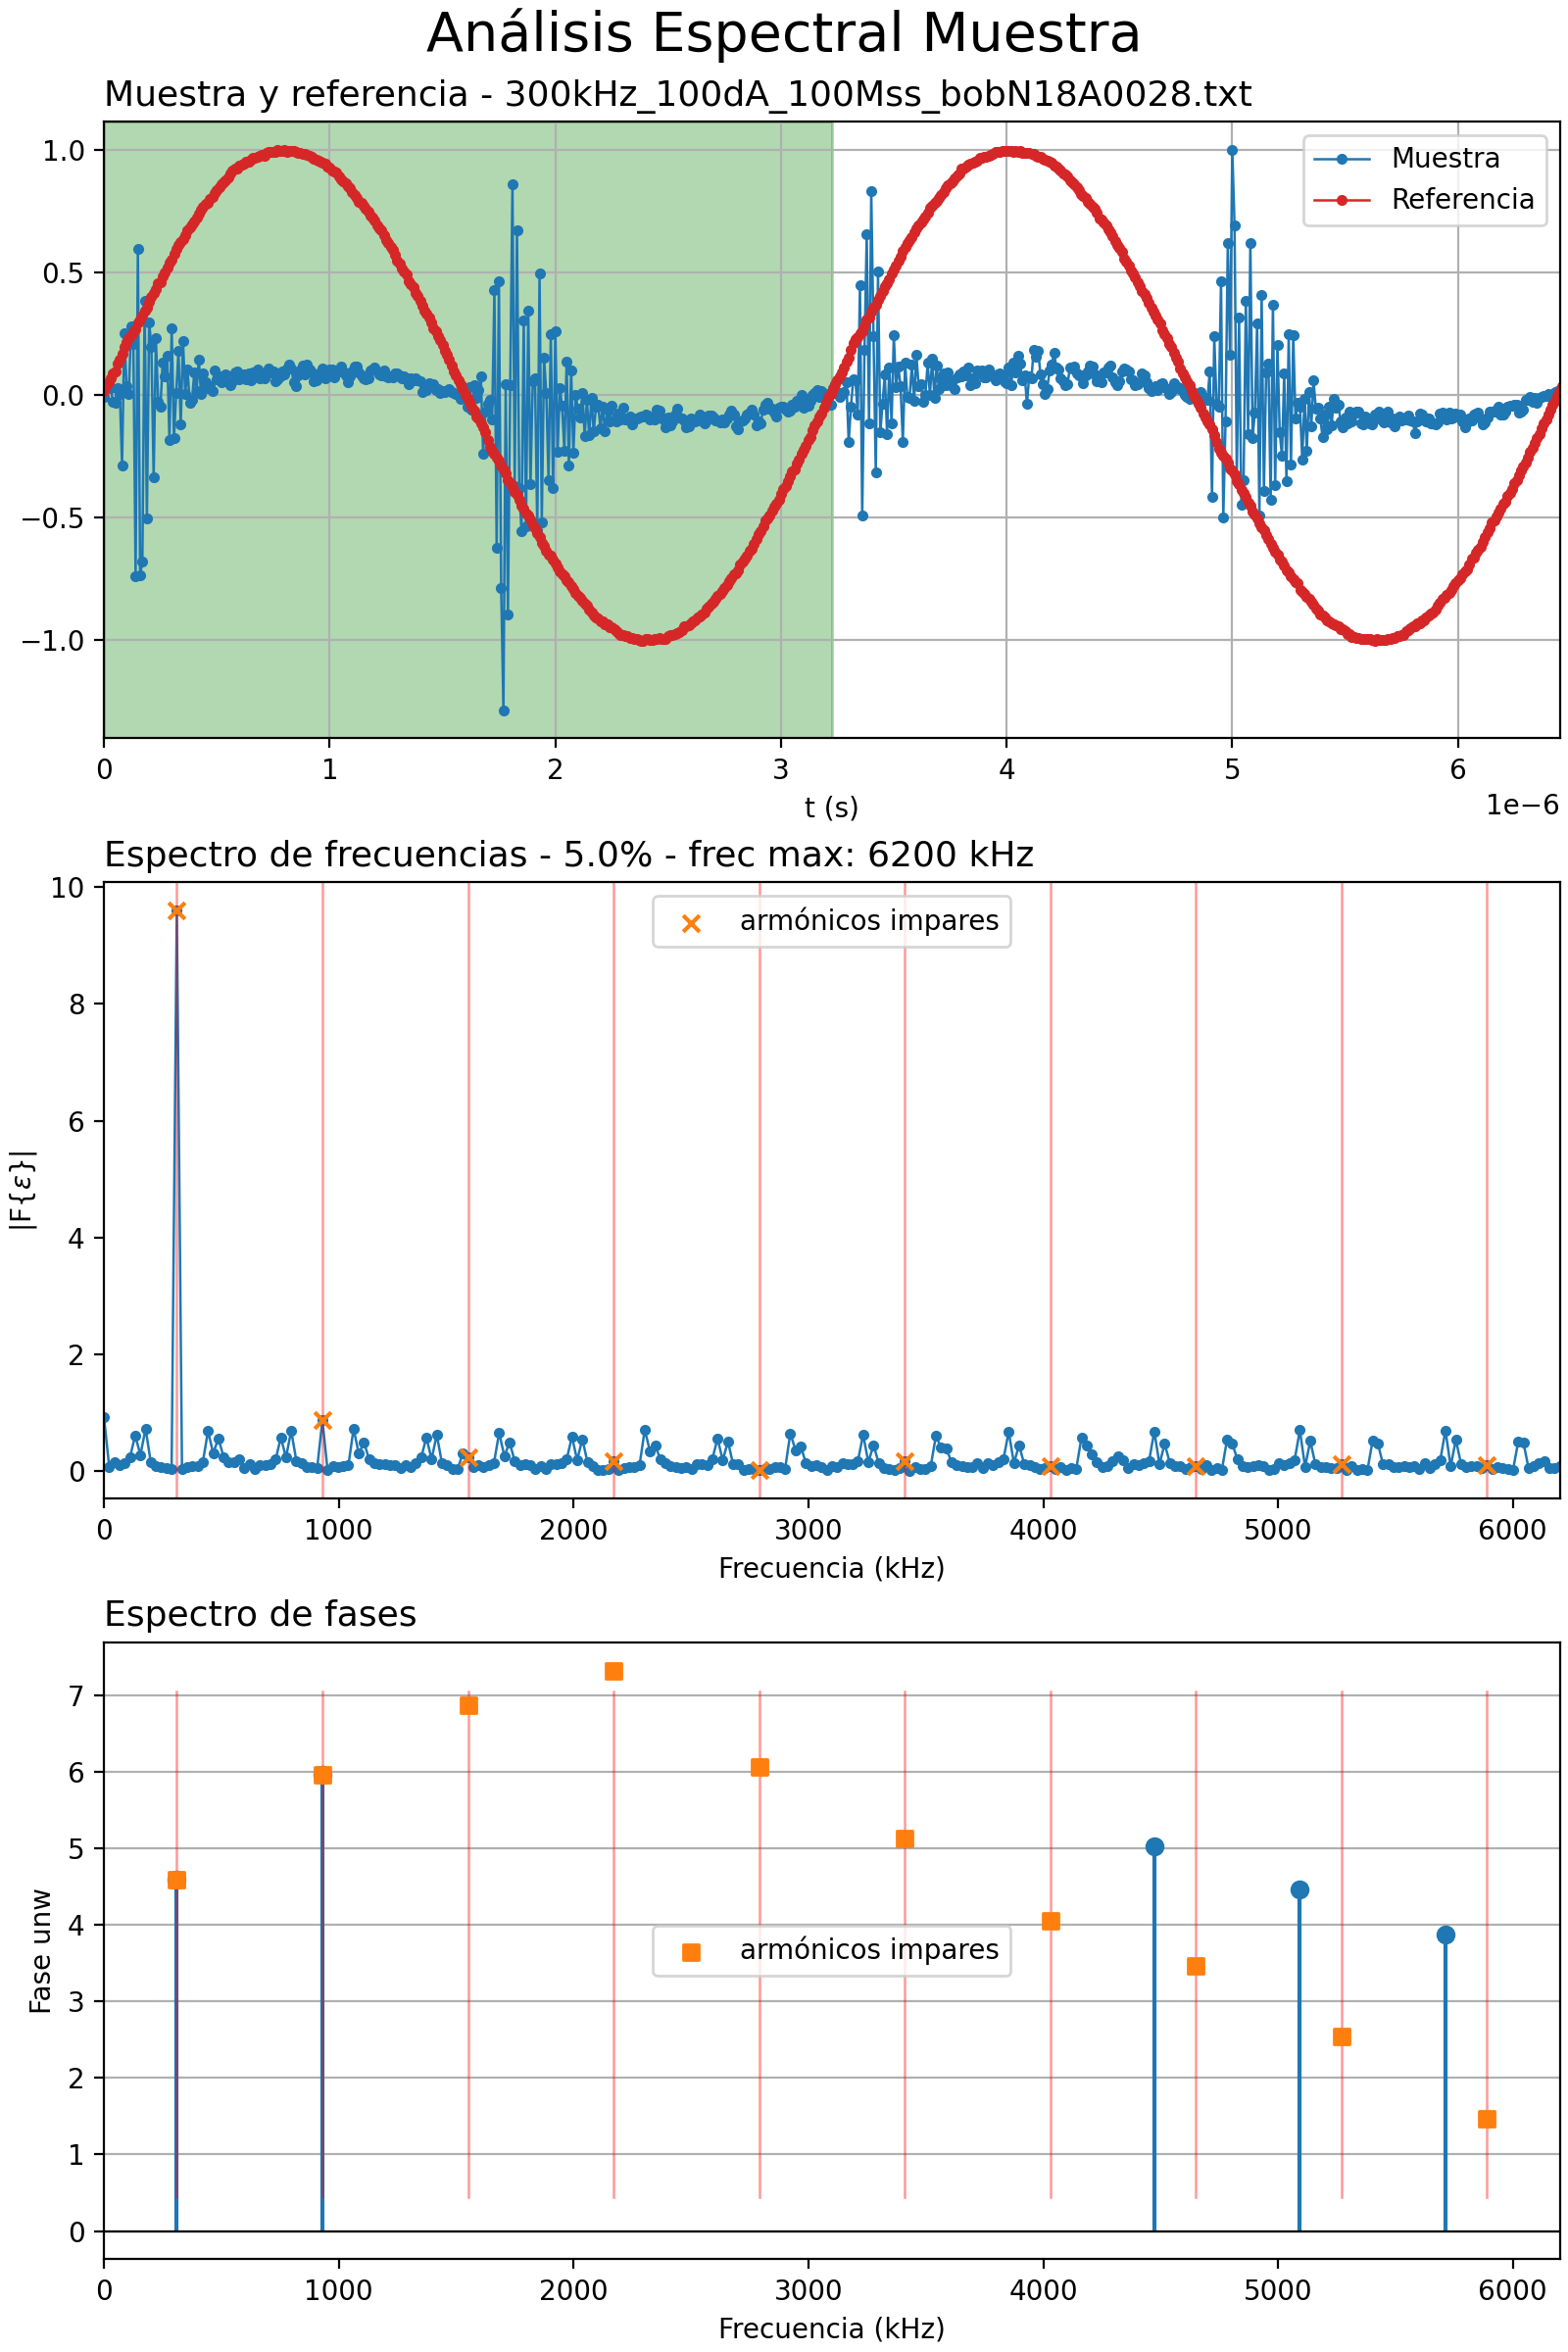 Análisis Espectral Muestra
Muestra y referencia - 300kHz_100dA_100Mss_bobN18A0028.txt
1.0
0.5
0.0
−0.5
−1.0
Muestra
Referencia
0 1 2 3 4 5 6
1e−6
t (s)
Espectro de frecuencias - 5.0% - frec max: 6200 kHz
10
8
6
4
2
0
|F{ε}|
armónicos impares
0 1000 2000 3000 4000 5000 6000
Frecuencia (kHz)
Espectro de fases
7
6
5
4
3
2
1
0
Fase unw
armónicos impares
0 1000 2000 3000 4000 5000 6000
Frecuencia (kHz)